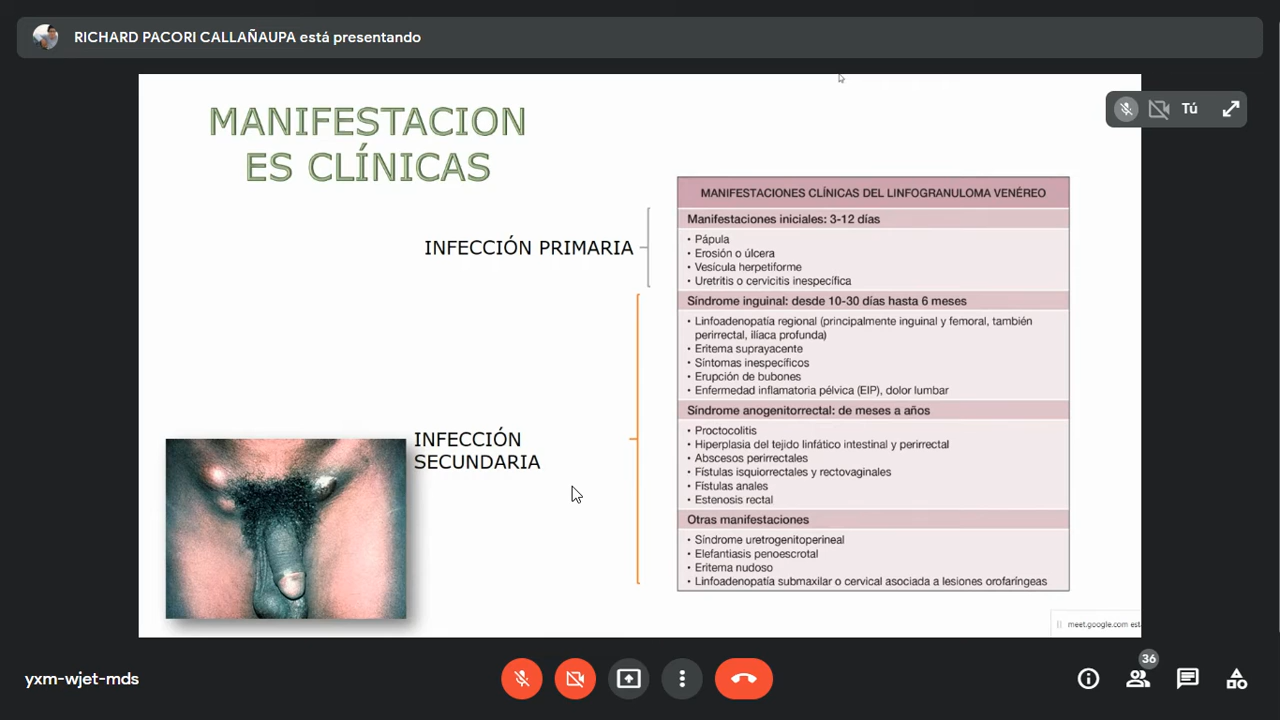 RICHARD PACORI CALLAÑAUPA está presentando
Tú
MANIFESTACION
ES CLÍNICAS
INFECCIÓN PRIMARIA
INFECCIÓN
SECUNDARIA
MANIFESTACIONES CLÍNICAS DEL LINFOGRANULOMA VENÉREO
Manifestaciones iniciales: 3-12 días
• Pápula
• Erosión o úlcera
• Vesícula herpetiforme
• Uretritis o cervicitis inespecífica
Síndrome inguinal: desde 10-30 días hasta 6 meses
• Linfoadenopatía regional (principalmente inguinal y femoral, también
perirrectal, ilíaca profunda)
• Eritema suprayacente
• Síntomas inespecíficos
• Erupción de bubones
• Enfermedad inflamatoria pélvica (EIP), dolor lumbar
Síndrome anogenitorrectal: de meses a años
• Proctocolitis
• Hiperplasia del tejido linfático intestinal y perirrectal
• Abscesos perirrectales
• Fístulas isquiorrectales y rectovaginales
• Fístulas anales
• Estenosis rectal
Otras manifestaciones
• Síndrome uretrogenitoperineal
• Elefantiasis penoescrotal
• Eritema nudoso
• Linfoadenopatía submaxilar o cervical asociada a lesiones orofaríngeas
meet.google.com est
yxm-wjet-mds
36